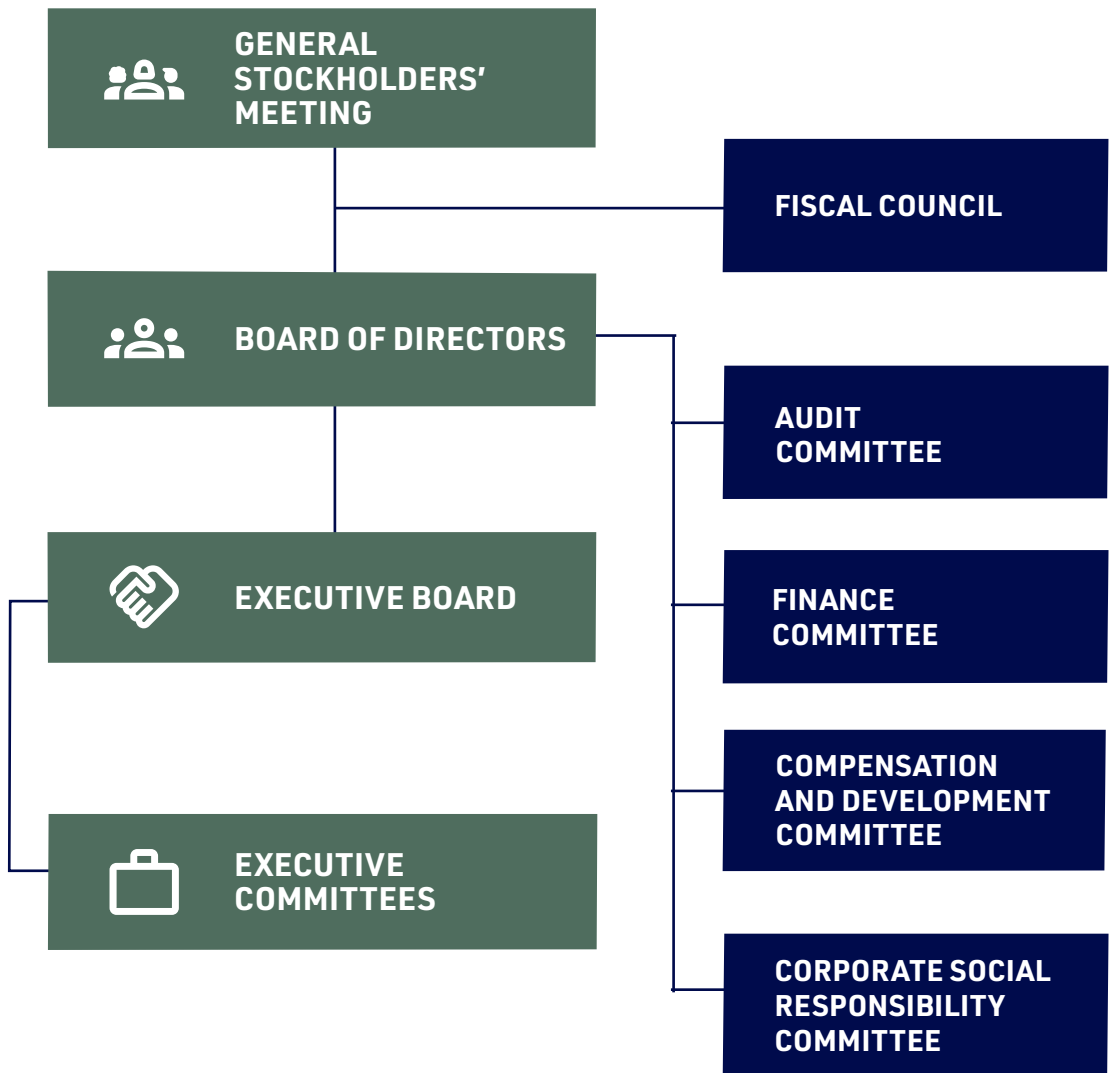 GENERAL
STOCKHOLDERS’
MEETING
FISCAL COUNCIL
BOARD OF DIRECTORS
AUDIT
COMMITTEE
EXECUTIVE BOARD
FINANCE
COMMITTEE
COMPENSATION
AND DEVELOPMENT
COMMITTEE
EXECUTIVE
COMMITTEES
CORPORATE SOCIAL
RESPONSIBILITY
COMMITTEE